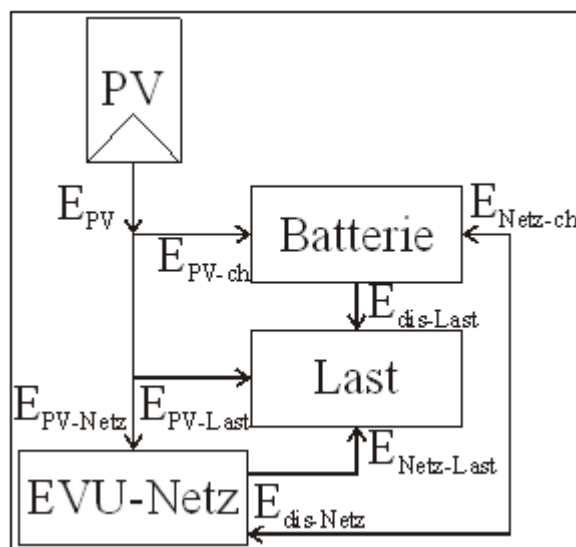 PV
E_PV
E_PV-ch
Batterie
E_Netz-ch
E_dis-Last
Last
E_PV-Netz
E_PV-Last
E_Netz-Last
EVU-Netz
E_dis-Netz